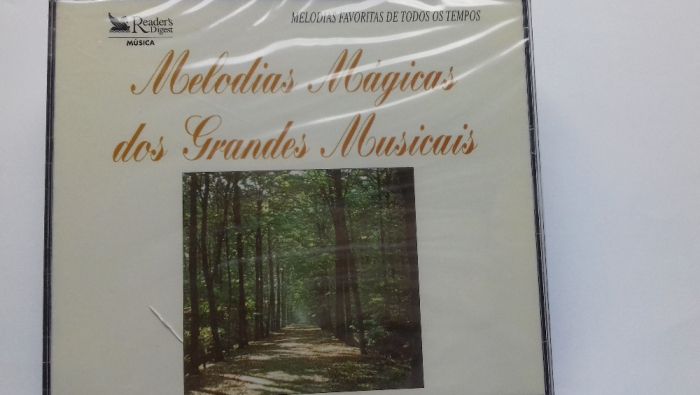 Reader's
Digest
MÚSICA
MELODIAS FAVORITAS DE TODOS OS TEMPOS
Melodias Mágicas
dos Grandes Musicais